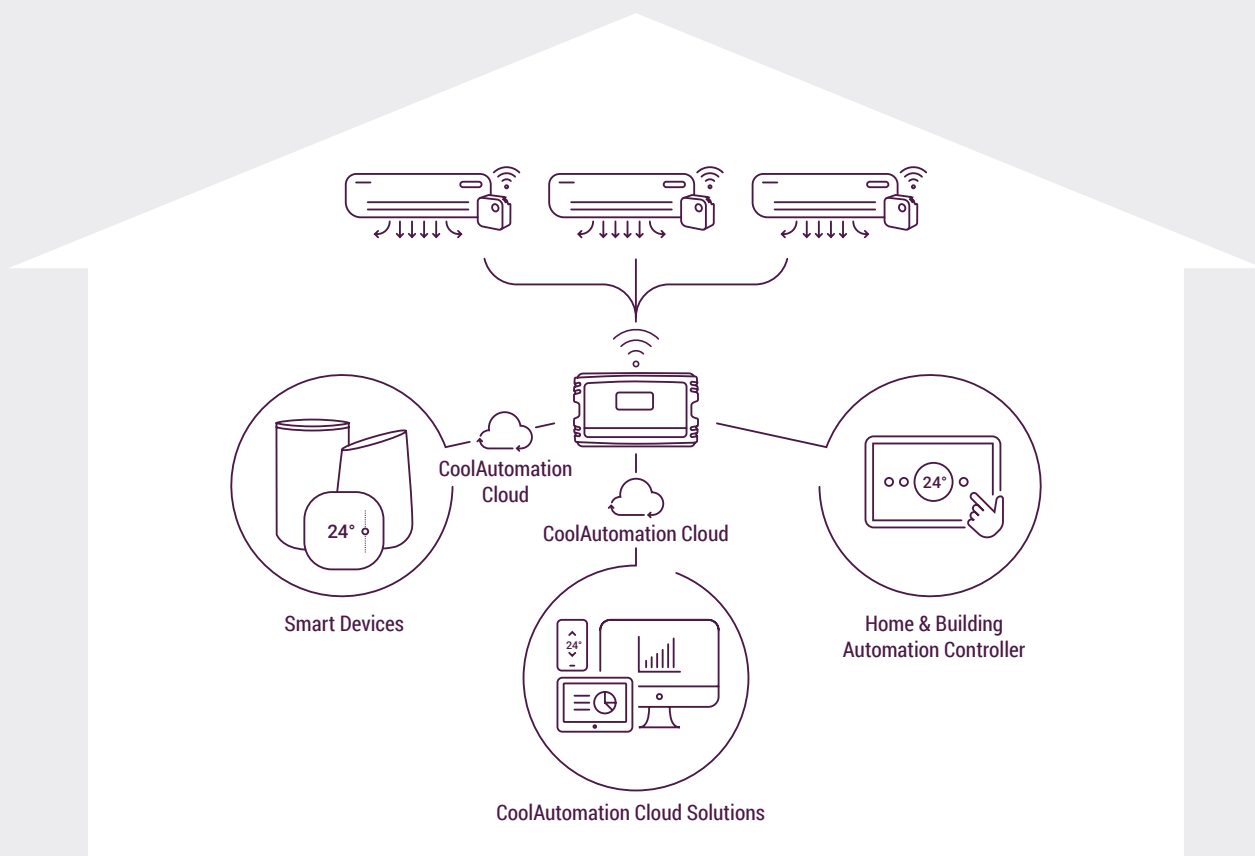 CoolAutomation
Cloud
CoolAutomation Cloud
24°
24°
Smart Devices
24°
Home & Building
Automation Controller
CoolAutomation Cloud Solutions